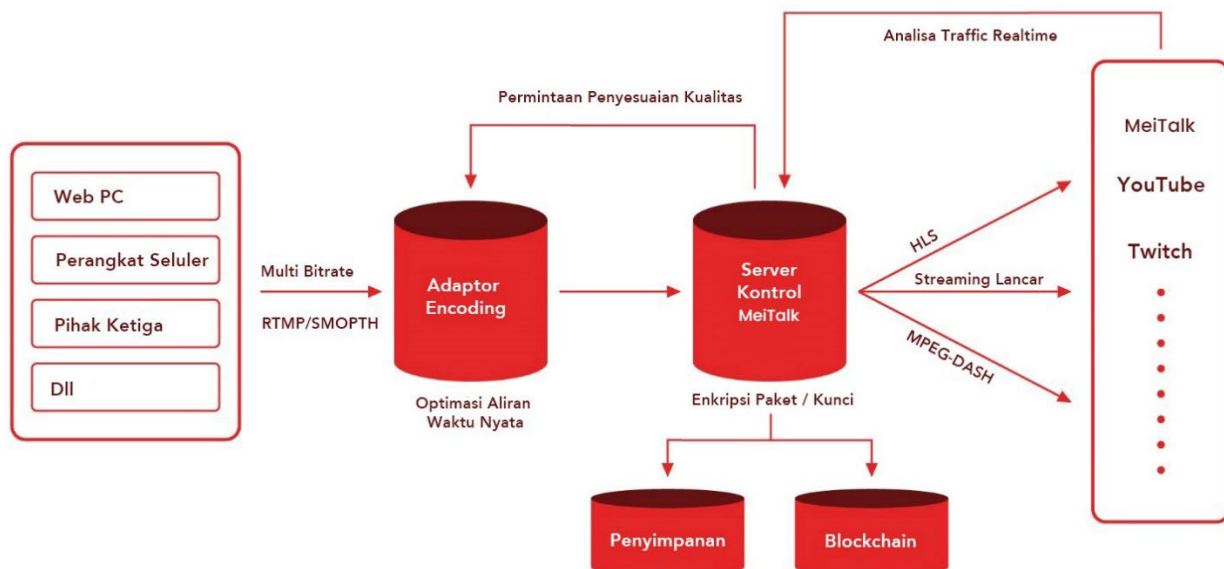 Analisa Traffic Realtime
Permintaan Penyesuaian Kualitas
Web PC
Perangkat Seluler
Pihak Ketiga
Dll
Multi Bitrate
RTMP/SMOPTH
Adaptor
Encoding
Optimasi Aliran
Waktu Nyata
Server
Kontrol
MeiTalk
Enkripsi Paket / Kunci
Penyimpanan
Blockchain
HLS
Streaming Lancar
MPEG-DASH
MeiTalk
YouTube
Twitch